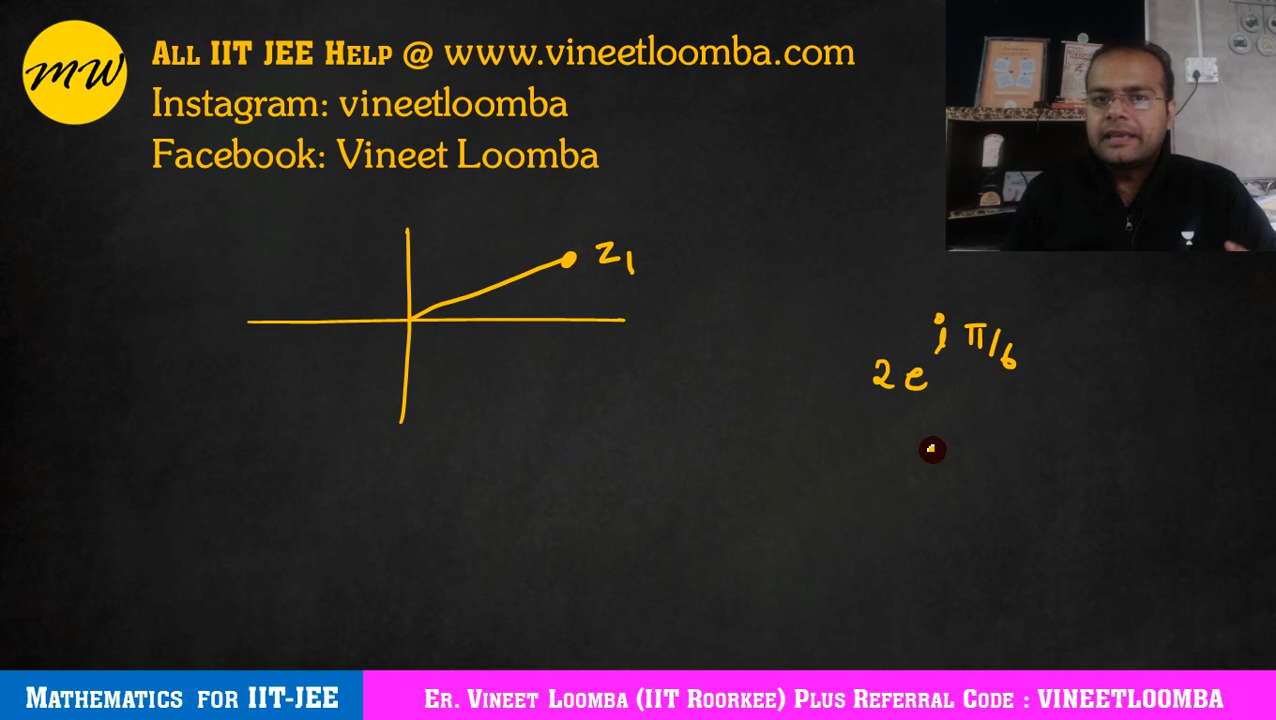 mw
All IIT JEE Help @ www.vineetloomba.com
Instagram: vineetloomba
Facebook: Vineet Loomba
z1
2e^iπ/6
Mathematics for IIT-JEE
Er. Vineet Loomba (IIT Roorkee) Plus Referral Code : VINEETLOOMBA